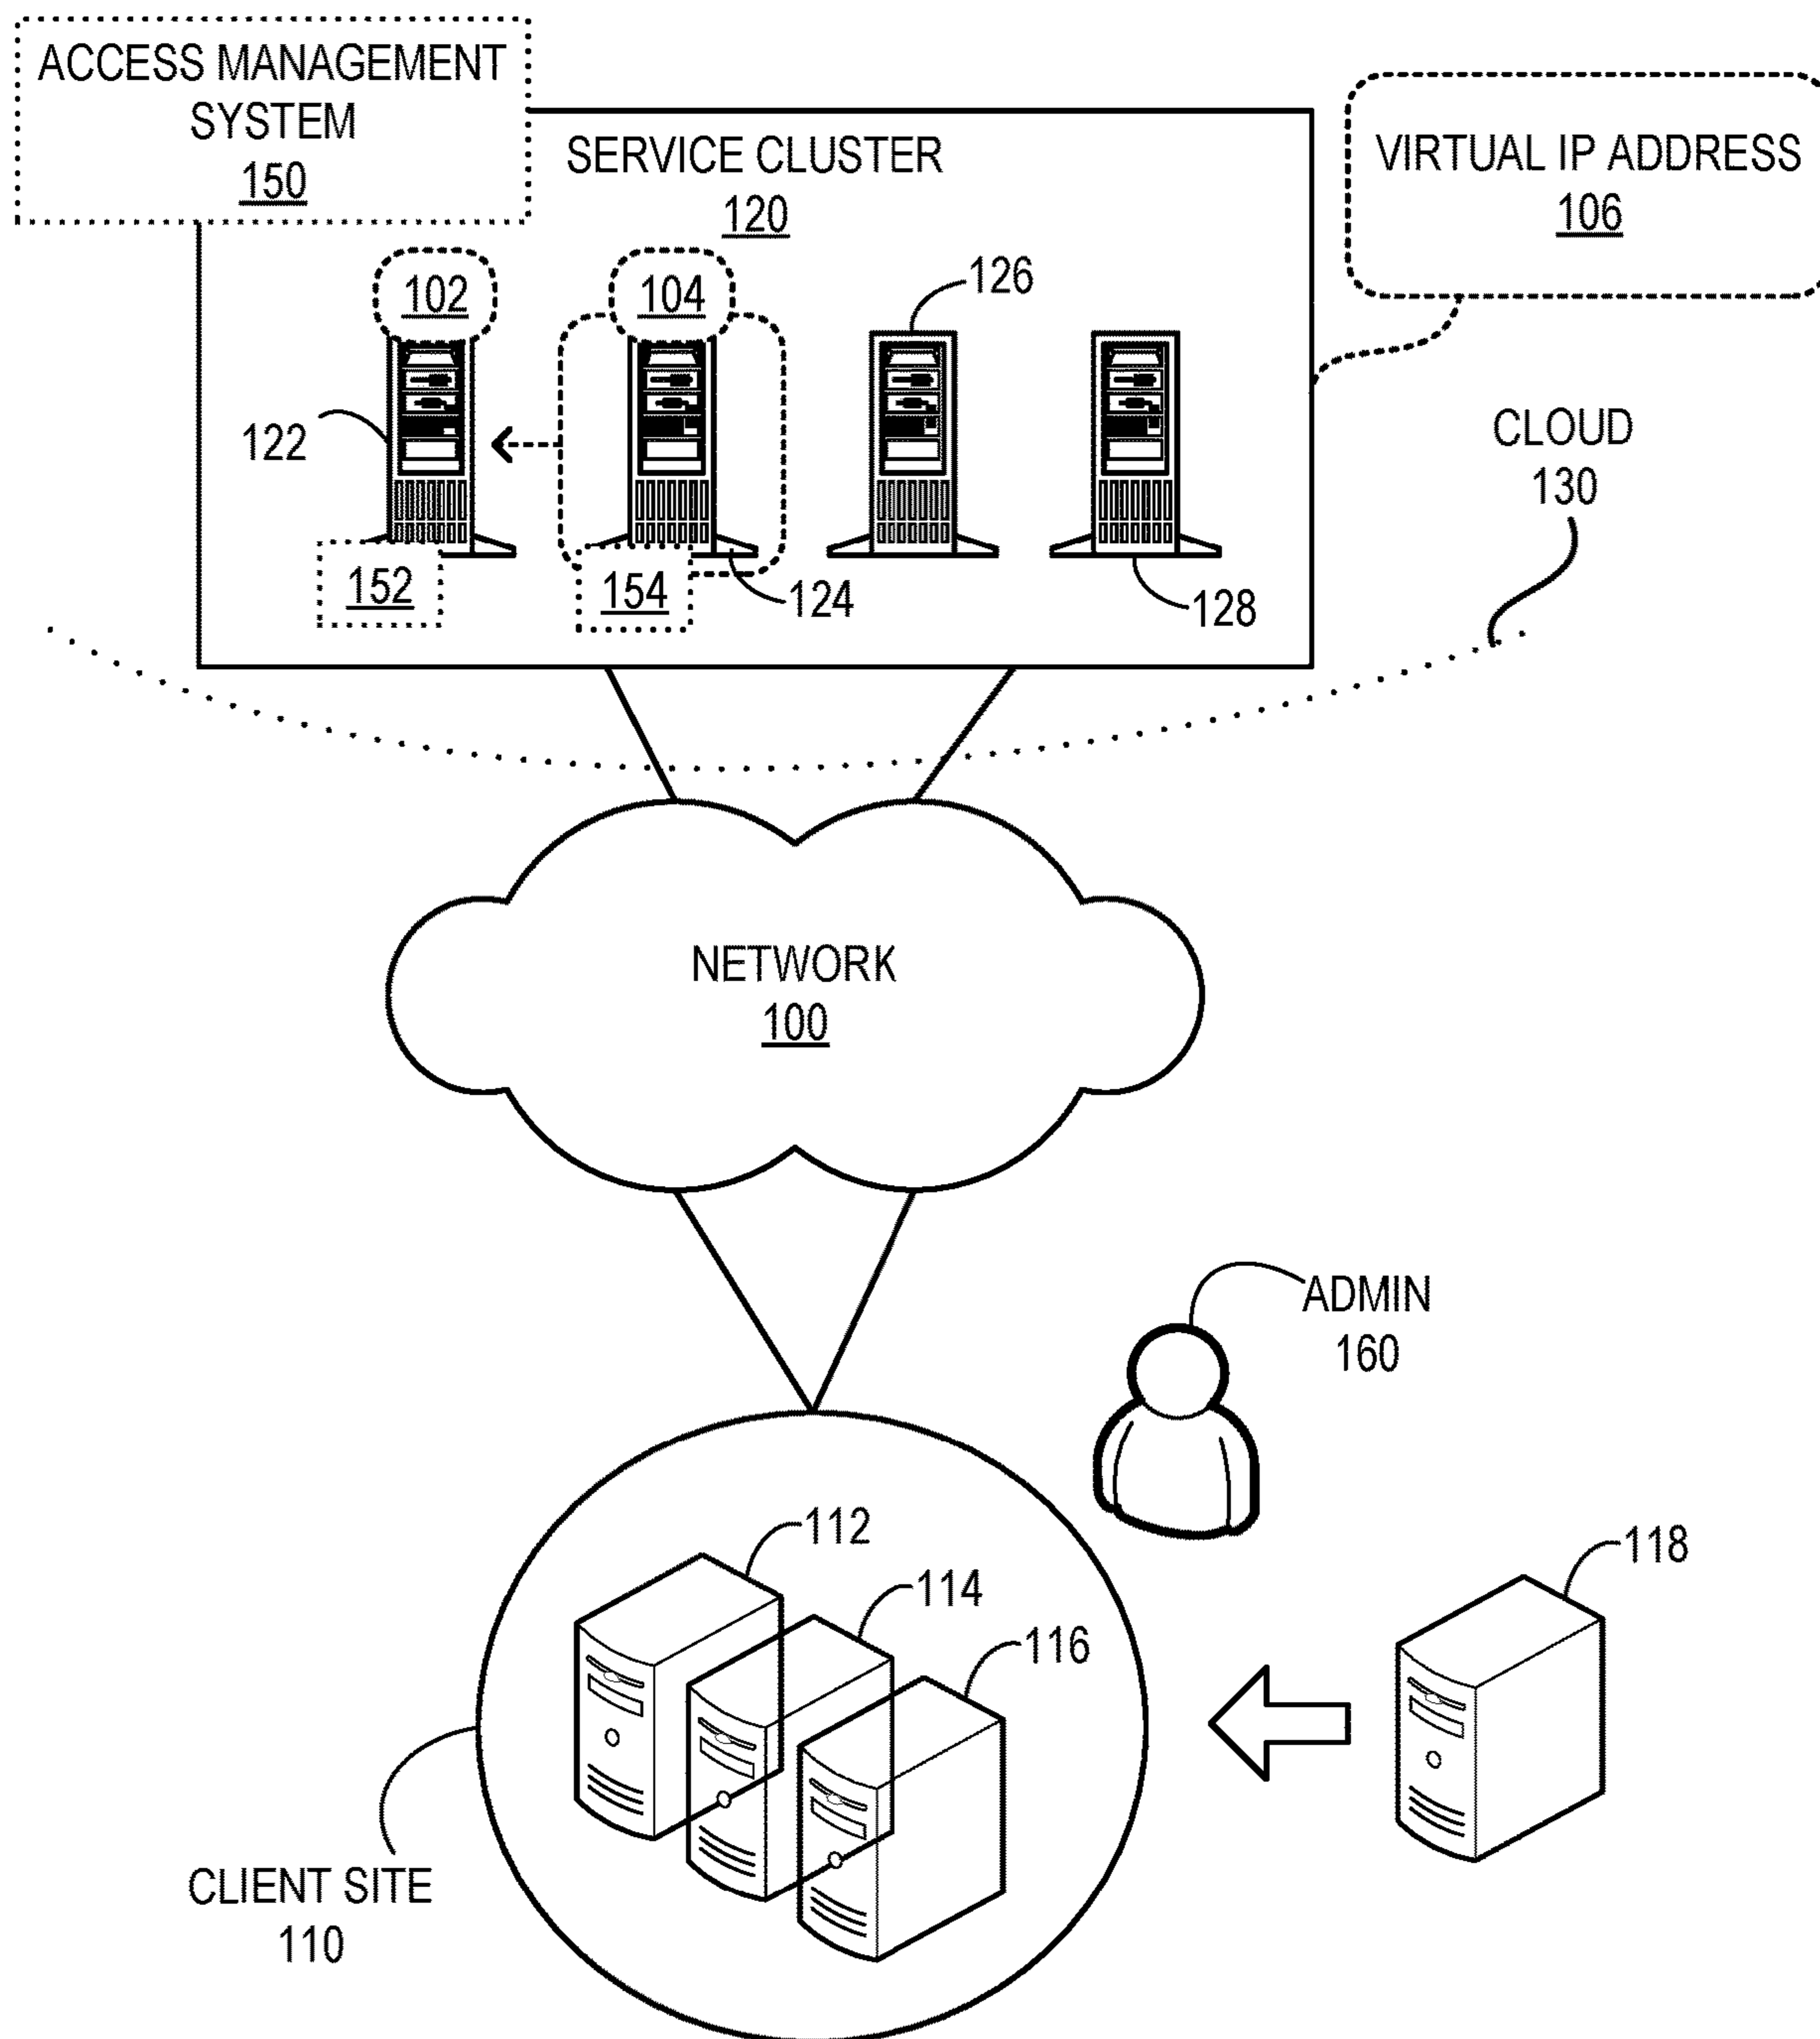 ACCESS MANAGEMENT
SYSTEM
150
SERVICE CLUSTER
120
VIRTUAL IP ADDRESS
106
102
104
126
122
CLOUD
130
152
154
124
128
NETWORK
100
ADMIN
160
112
114
116
118
CLIENT SITE
110